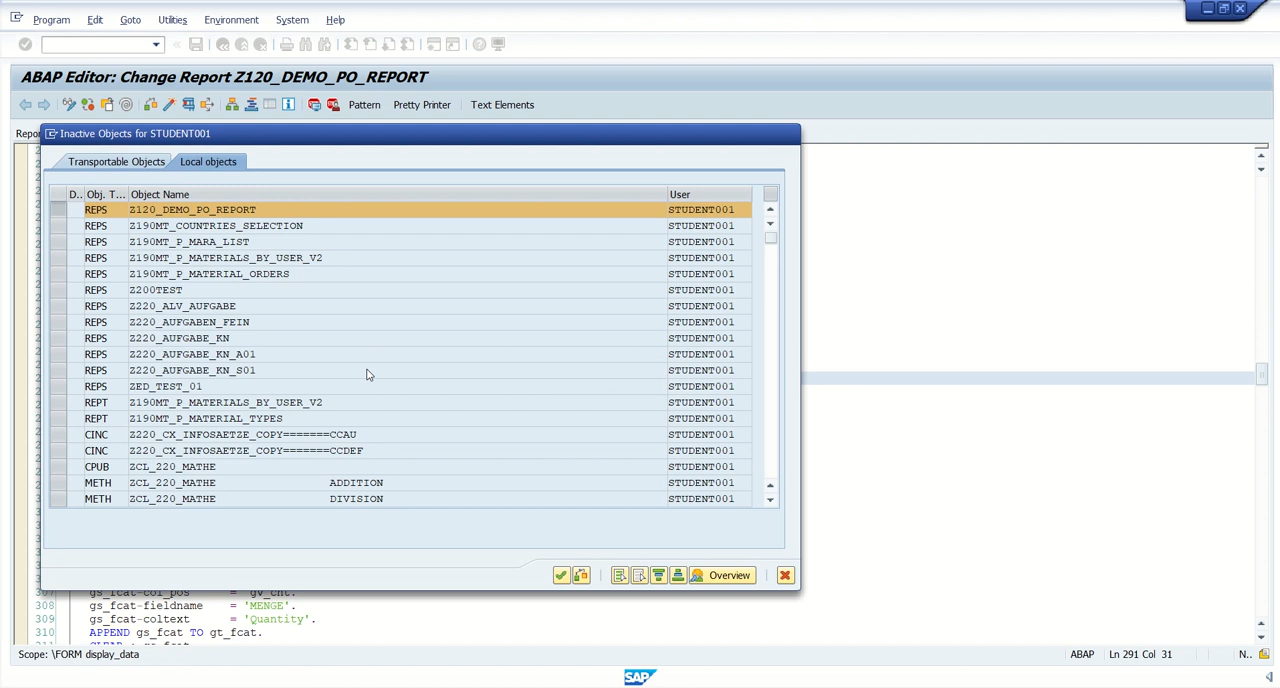 Program Edit Goto Utilities Environment System Help
ABAP Editor: Change Report Z120_DEMO_PO_REPORT
Pattern Pretty Printer Text Elements
Inactive Objects for STUDENT001
Transportable Objects Local objects
D.. Obj. T... Object Name User
REPS Z120_DEMO_PO_REPORT STUDENT001
REPS Z190MT_COUNTRIES_SELECTION STUDENT001
REPS Z190MT_P_MARA_LIST STUDENT001
REPS Z190MT_P_MATERIALS_BY_USER_V2 STUDENT001
REPS Z190MT_P_MATERIAL_ORDERS STUDENT001
REPS Z200TEST STUDENT001
REPS Z220_ALV_AUFGABE STUDENT001
REPS Z220_AUFGABEN_FEIN STUDENT001
REPS Z220_AUFGABE_KN STUDENT001
REPS Z220_AUFGABE_KN_A01 STUDENT001
REPS Z220_AUFGABE_KN_S01 STUDENT001
REPS ZED_TEST_01 STUDENT001
REPT Z190MT_P_MATERIALS_BY_USER_V2 STUDENT001
REPT Z190MT_P_MATERIAL_TYPES STUDENT001
CINC Z220_CX_INFOSAETZE_COPY=======CCAU STUDENT001
CINC Z220_CX_INFOSAETZE_COPY=======CCDEF STUDENT001
CPUB ZCL_220_MATHE STUDENT001
METH ZCL_220_MATHE ADDITION STUDENT001
METH ZCL_220_MATHE DIVISION STUDENT001
Overview
gs_fcat-col_pos = gv_cnt.
308 gs_fcat-fieldname = 'MENGE'.
309 gs_fcat-coltext = 'Quantity'.
310 APPEND gs_fcat TO gt_fcat.
Scope: \FORM display_data ABAP Ln 291 Col 31 N..
SAP